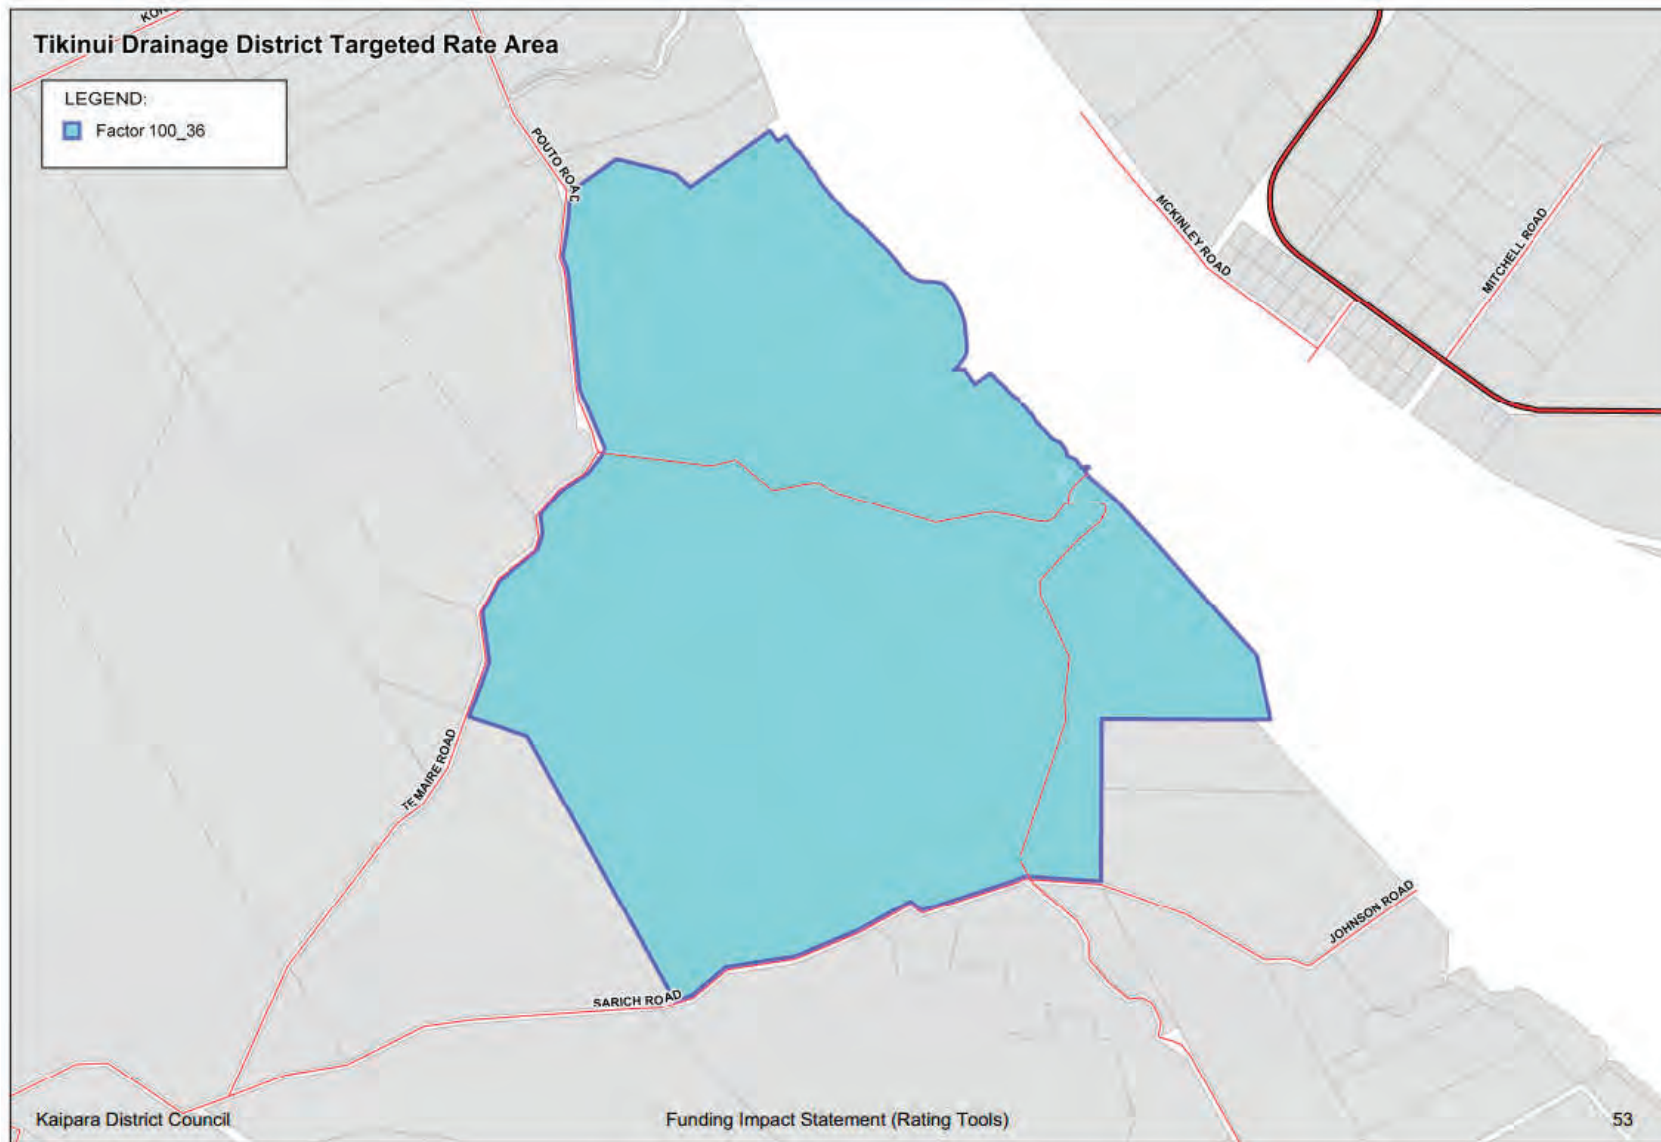 Tikinui Drainage District Targeted Rate Area
LEGEND:
Factor 100_36
POUTO ROAD
MCKINLEY ROAD
MITCHELL ROAD
TE MAIRE ROAD
JOHNSON ROAD
SARICH ROAD
Kaipara District Council
Funding Impact Statement (Rating Tools)
53